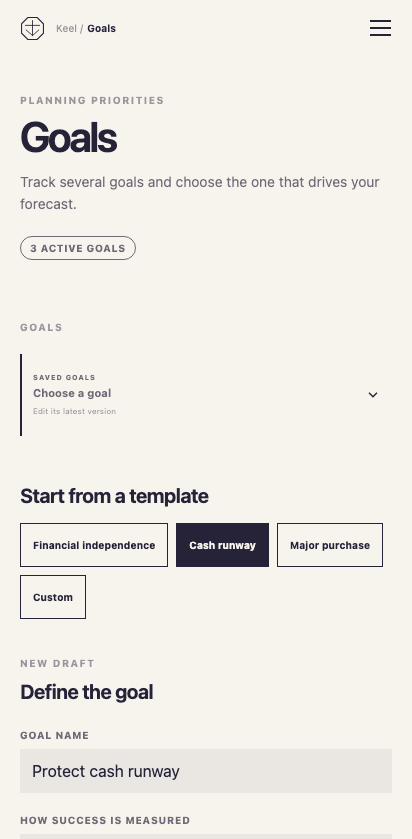 Keel / Goals
PLANNING PRIORITIES
Goals
Track several goals and choose the one that drives your
forecast.
3 ACTIVE GOALS
GOALS
SAVED GOALS
Choose a goal
Edit its latest version
Start from a template
Financial independence
Cash runway
Major purchase
Custom
NEW DRAFT
Define the goal
GOAL NAME
Protect cash runway
HOW SUCCESS IS MEASURED